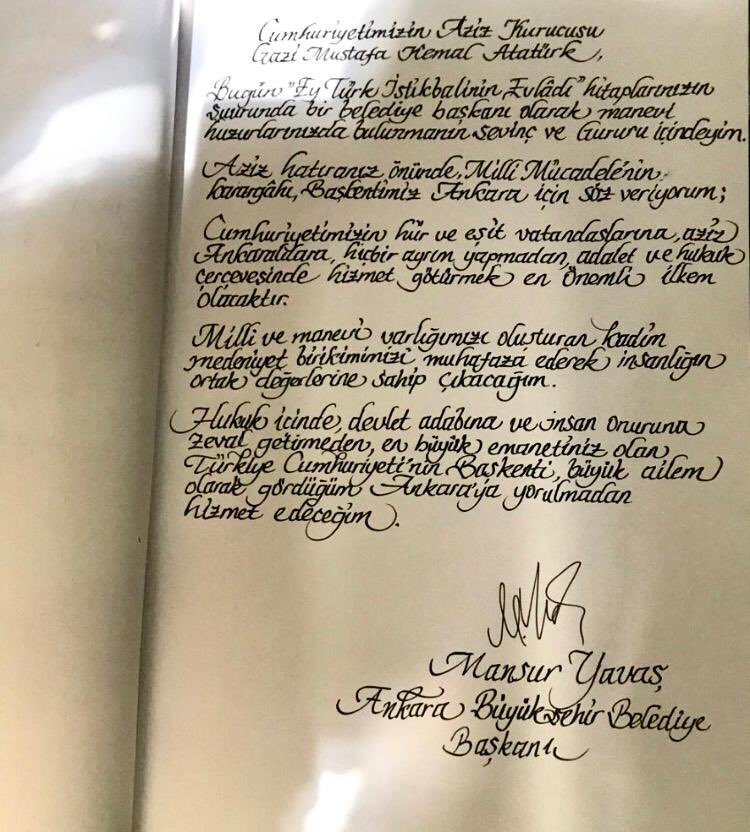 Cumhuriyetimizin Aziz Kurucusu
Gazi Mustafa Kemal Atatürk,
Bugün "Ey Türk İstikbalinin Evlâdı" hitaplarınızın
şuurunda bir belediye başkanı olarak manevi
huzurlarınızda bulunmanın sevinç ve Gururu içindeyim.
Aziz hatıranız önünde, Milli Mücadele'nin
karargâhı, Başkentimiz Ankara için söz veriyorum;
Cumhuriyetimizin hür ve eşit vatandaşlarına, aziz
Ankaralılara, hiçbir ayrım yapmadan, adalet ve hukuk
çerçevesinde hizmet götürmek en önemli ilkem
olacaktır.
Milli ve manevi varlığımızı oluşturan kadim
medeniyet birikimimizi muhafaza ederek insanlığın
ortak değerlerine sahip çıkacağım.
Hukuk içinde, devlet adabına ve insan onuruna
zeval getirmeden, en büyük emanetiniz olan
Türkiye Cumhuriyeti'nin Başkenti, büyük ailem
olarak gördüğüm Ankara'ya yorulmadan
hizmet edeceğim.
Mansur Yavaş
Ankara Büyükşehir Belediye
Başkanı